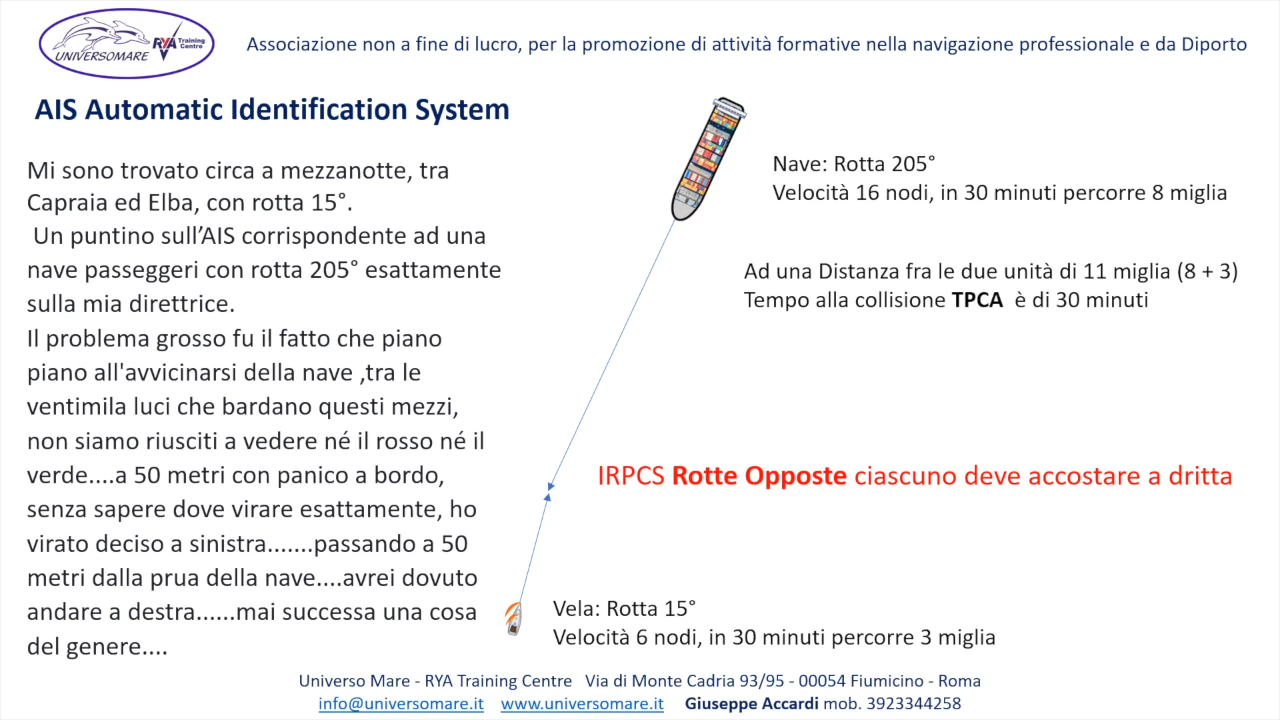 UNIVERSOMARE
RYA Training
Centre
Associazione non a fine di lucro, per la promozione di attività formative nella navigazione professionale e da Diporto
AIS Automatic Identification System
Mi sono trovato circa a mezzanotte, tra
Capraia ed Elba, con rotta 15°.
Un puntino sull’AIS corrispondente ad una
nave passeggeri con rotta 205° esattamente
sulla mia direttrice.
Il problema grosso fu il fatto che piano
piano all'avvicinarsi della nave ,tra le
ventimila luci che bardano questi mezzi,
non siamo riusciti a vedere né il rosso né il
verde....a 50 metri con panico a bordo,
senza sapere dove virare esattamente, ho
virato deciso a sinistra.......passando a 50
metri dalla prua della nave....avrei dovuto
andare a destra......mai successa una cosa
del genere....
Nave: Rotta 205°
Velocità 16 nodi, in 30 minuti percorre 8 miglia
Ad una Distanza fra le due unità di 11 miglia (8 + 3)
Tempo alla collisione TPCA è di 30 minuti
IRPCS Rotte Opposte ciascuno deve accostare a dritta
Vela: Rotta 15°
Velocità 6 nodi, in 30 minuti percorre 3 miglia
Universo Mare - RYA Training Centre Via di Monte Cadria 93/95 - 00054 Fiumicino - Roma
info@universomare.it www.universomare.it Giuseppe Accardi mob. 3923344258